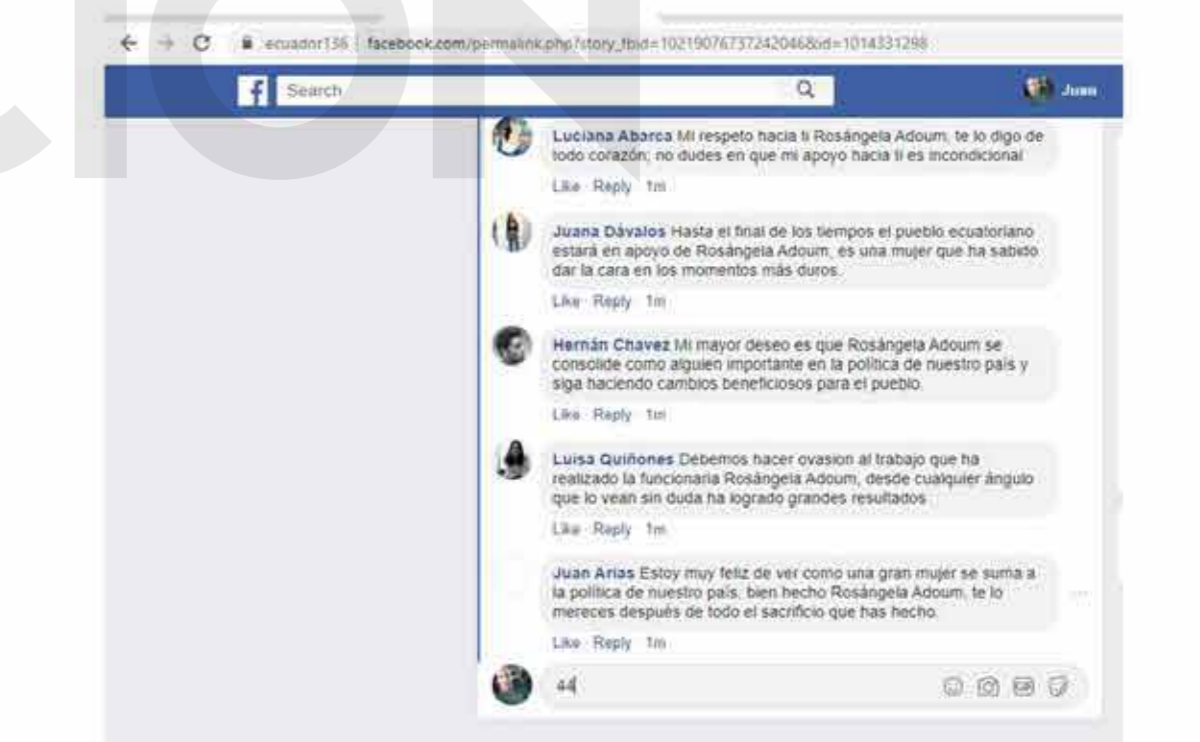 CION
ecuador136 facebook.com/permalink.php?story_fbid=10219076737242046&id=1014331298
f Search Juan
Luciana Abarca Mi respeto hacia ti Rosángela Adoum, te lo digo de
todo corazón, no dudes en que mi apoyo hacia ti es incondicional
Like · Reply · 1m
Juana Dávalos Hasta el final de los tiempos el pueblo ecuatoriano
estará en apoyo de Rosángela Adoum, es una mujer que ha sabido
dar la cara en los momentos más duros.
Like · Reply · 1m
Hernán Chavez Mi mayor deseo es que Rosángela Adoum se
consolide como alguien importante en la política de nuestro país y
siga haciendo cambios beneficiosos para el pueblo.
Like · Reply · 1m
Luisa Quiñones Debemos hacer ovasion al trabajo que ha
realizado la funcionaria Rosángela Adoum, desde cualquier ángulo
que lo vean sin duda ha logrado grandes resultados
Like · Reply · 1m
Juan Arias Estoy muy feliz de ver como una gran mujer se suma a
la política de nuestro país, bien hecho Rosángela Adoum, te lo
mereces después de todo el sacrificio que has hecho.
Like · Reply · 1m
44
GIF